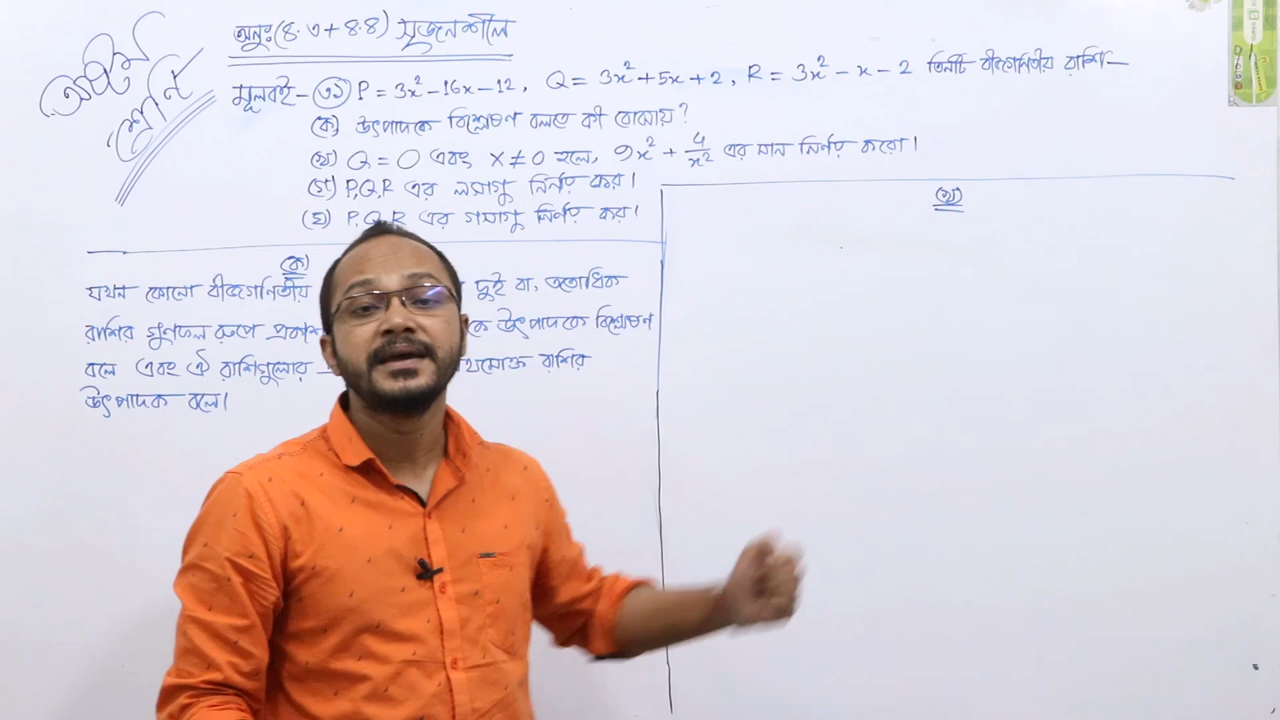 অষ্টম শ্রেণি
অনুঃ (৪.৩+৪.৪) সৃজনশীল
মূলবই - ৩১ P = 3x² - 16x - 12, Q = 3x² + 5x + 2, R = 3x² - x - 2 তিনটি বীজগণিতীয় রাশি—
(ক) উৎপাদকে বিশ্লেষণ বলতে কী বোঝায়?
(খ) Q = 0 এবং x ≠ 0 হলে, 9x² + 4/x² এর মান নির্ণয় করো।
(গ) P,Q,R এর লসাগু নির্ণয় কর।
(ঘ) P,Q,R এর গসাগু নির্ণয় কর।
(ক)
যখন কোনো বীজগণিতীয় দুই বা, ততোধিক
রাশির গুণফল রূপে প্রকাশ কে উৎপাদকে বিশ্লেষণ
বলে এবং ঐ রাশিগুলোর রাশির
উৎপাদক বলে।
(খ)